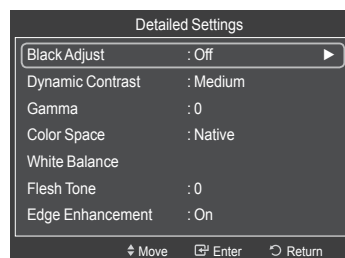 Detailed Settings
Black Adjust : Off
Dynamic Contrast : Medium
Gamma : 0
Color Space : Native
White Balance
Flesh Tone : 0
Edge Enhancement : On
Move Enter Return